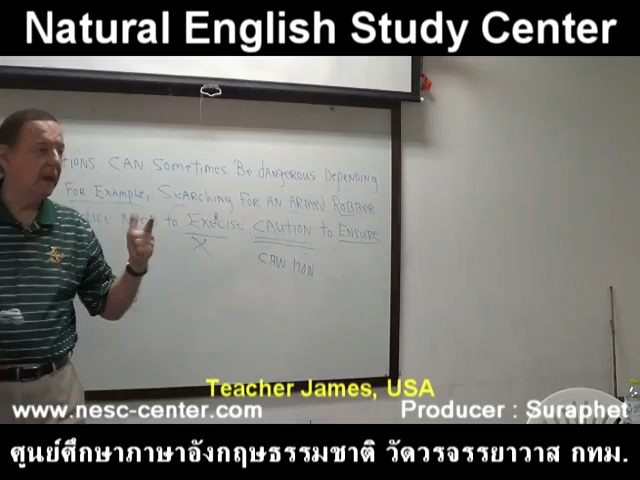 Natural English Study Center
TIONS CAN Sometimes Be dANgeROUS DepeNdiNg
FOR Example, SeARChiNg FOR AN ARMed RObbeR
to Exercise CAUTION to ENSURE
X CAW tION
Teacher James, USA
www.nesc-center.com Producer : Suraphet
ศูนย์ศึกษาภาษาอังกฤษธรรมชาติ วัดวรจรรยาวาส กทม.